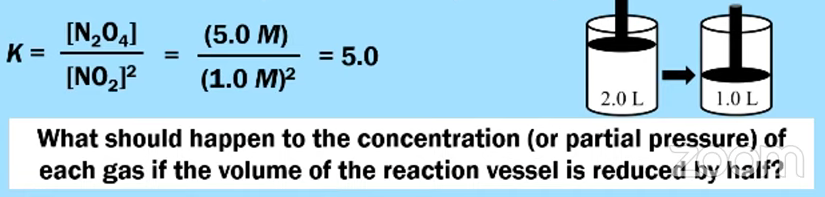 K = [N₂O₄] / [NO₂]² = (5.0 M) / (1.0 M)² = 5.0
2.0 L
1.0 L
What should happen to the concentration (or partial pressure) of
each gas if the volume of the reaction vessel is reduced by half?
zoom